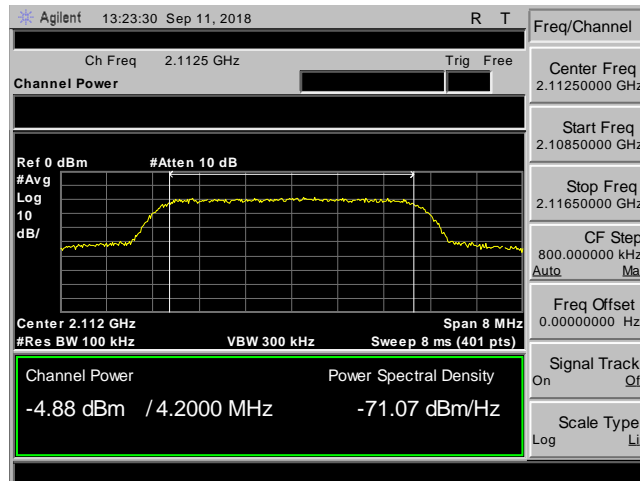 Agilent 13:23:30 Sep 11, 2018 R T
Ch Freq 2.1125 GHz Trig Free
Channel Power
Ref 0 dBm #Atten 10 dB
#Avg
Log
10
dB/
Center 2.112 GHz Span 8 MHz
#Res BW 100 kHz VBW 300 kHz Sweep 8 ms (401 pts)
Channel Power Power Spectral Density
-4.88 dBm / 4.2000 MHz -71.07 dBm/Hz
Freq/Channel
Center Freq
2.11250000 GHz
Start Freq
2.10850000 GHz
Stop Freq
2.11650000 GHz
CF Step
800.000000 kHz
Auto Ma
Freq Offset
0.00000000 Hz
Signal Track
On Of
Scale Type
Log Li